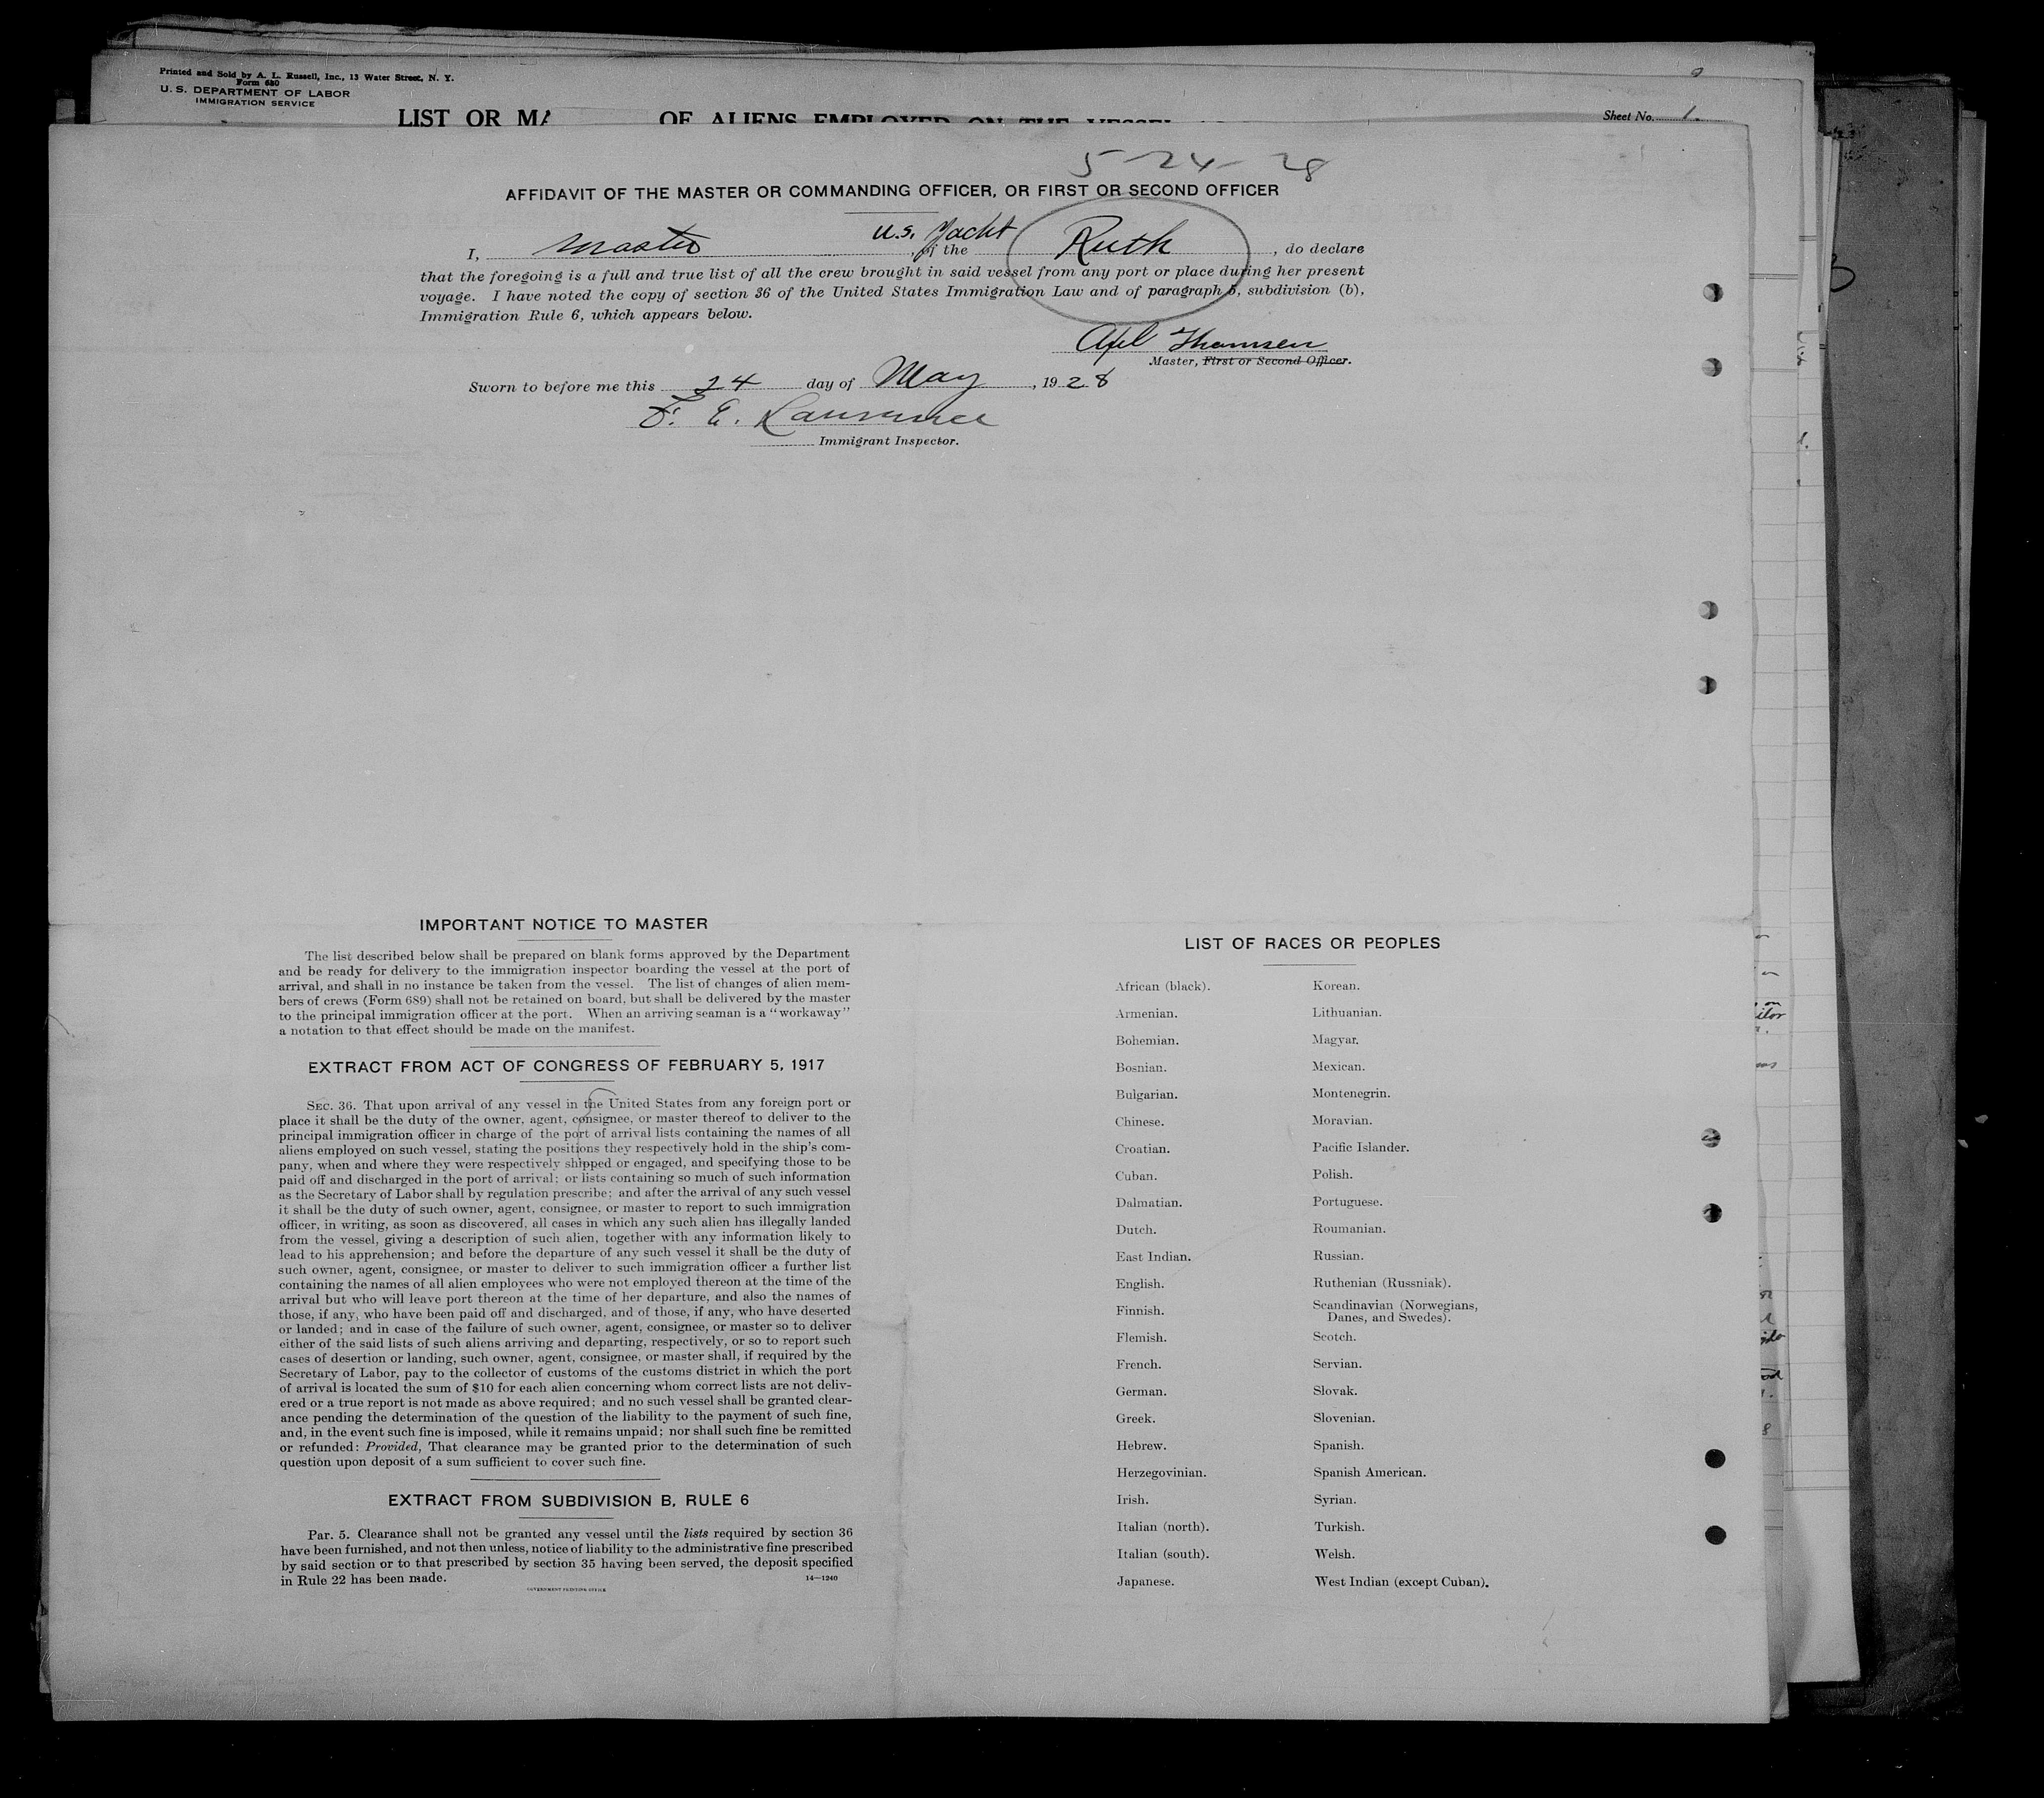 Printed and Sold by A. L. Russell, Inc., 13 Water Street, N. Y.
Form 680
U. S. DEPARTMENT OF LABOR
IMMIGRATION SERVICE
LIST OR MA OF ALIENS EMPLOYED ON THE VESSEL
Sheet No. 1.
5-24-28
AFFIDAVIT OF THE MASTER OR COMMANDING OFFICER, OR FIRST OR SECOND OFFICER
U.S. Yacht
I, Master, of the Ruth, do declare
that the foregoing is a full and true list of all the crew brought in said vessel from any port or place during her present
voyage. I have noted the copy of section 36 of the United States Immigration Law and of paragraph 5, subdivision (b),
Immigration Rule 6, which appears below.
Axel Thomsen
Master, First or Second Officer.
Sworn to before me this 24 day of May, 1928
F. E. Lawrence
Immigrant Inspector.
IMPORTANT NOTICE TO MASTER
The list described below shall be prepared on blank forms approved by the Department
and be ready for delivery to the immigration inspector boarding the vessel at the port of
arrival, and shall in no instance be taken from the vessel. The list of changes of alien mem-
bers of crews (Form 689) shall not be retained on board, but shall be delivered by the master
to the principal immigration officer at the port. When an arriving seaman is a "workaway"
a notation to that effect should be made on the manifest.
EXTRACT FROM ACT OF CONGRESS OF FEBRUARY 5, 1917
SEC. 36. That upon arrival of any vessel in the United States from any foreign port or
place it shall be the duty of the owner, agent, consignee, or master thereof to deliver to the
principal immigration officer in charge of the port of arrival lists containing the names of all
aliens employed on such vessel, stating the positions they respectively hold in the ship's com-
pany, when and where they were respectively shipped or engaged, and specifying those to be
paid off and discharged in the port of arrival; or lists containing so much of such information
as the Secretary of Labor shall by regulation prescribe; and after the arrival of any such vessel
it shall be the duty of such owner, agent, consignee, or master to report to such immigration
officer, in writing, as soon as discovered, all cases in which any such alien has illegally landed
from the vessel, giving a description of such alien, together with any information likely to
lead to his apprehension; and before the departure of any such vessel it shall be the duty of
such owner, agent, consignee, or master to deliver to such immigration officer a further list
containing the names of all alien employees who were not employed thereon at the time of the
arrival but who will leave port thereon at the time of her departure, and also the names of
those, if any, who have been paid off and discharged, and of those, if any, who have deserted
or landed; and in case of the failure of such owner, agent, consignee, or master so to deliver
either of the said lists of such aliens arriving and departing, respectively, or so to report such
cases of desertion or landing, such owner, agent, consignee, or master shall, if required by the
Secretary of Labor, pay to the collector of customs of the customs district in which the port
of arrival is located the sum of $10 for each alien concerning whom correct lists are not deliv-
ered or a true report is not made as above required; and no such vessel shall be granted clear-
ance pending the determination of the question of the liability to the payment of such fine,
and, in the event such fine is imposed, while it remains unpaid; nor shall such fine be remitted
or refunded: Provided, That clearance may be granted prior to the determination of such
question upon deposit of a sum sufficient to cover such fine.
EXTRACT FROM SUBDIVISION B, RULE 6
Par. 5. Clearance shall not be granted any vessel until the lists required by section 36
have been furnished, and not then unless, notice of liability to the administrative fine prescribed
by said section or to that prescribed by section 35 having been served, the deposit specified
in Rule 22 has been made.
14—1240
GOVERNMENT PRINTING OFFICE
LIST OF RACES OR PEOPLES
African (black).
Armenian.
Bohemian.
Bosnian.
Bulgarian.
Chinese.
Croatian.
Cuban.
Dalmatian.
Dutch.
East Indian.
English.
Finnish.
Flemish.
French.
German.
Greek.
Hebrew.
Herzegovinian.
Irish.
Italian (north).
Italian (south).
Japanese.
Korean.
Lithuanian.
Magyar.
Mexican.
Montenegrin.
Moravian.
Pacific Islander.
Polish.
Portuguese.
Roumanian.
Russian.
Ruthenian (Russniak).
Scandinavian (Norwegians,
Danes, and Swedes).
Scotch.
Servian.
Slovak.
Slovenian.
Spanish.
Spanish American.
Syrian.
Turkish.
Welsh.
West Indian (except Cuban).